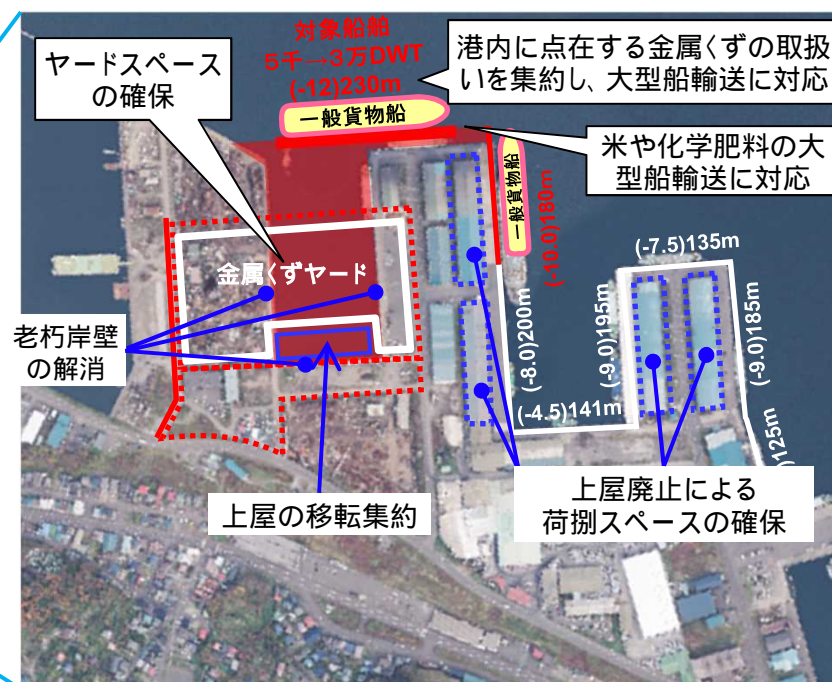 対象船舶
5千→3万DWT
(-12)230m
一般貨物船
ヤードスペース
の確保
港内に点在する金属くずの取扱
いを集約し、大型船輸送に対応
米や化学肥料の大
型船輸送に対応
一般貨物船
(-10.0)180m
(-7.5)135m
金属くずヤード
(-8.0)200m
(-9.0)195m
(-9.0)185m
老朽岸壁
の解消
(-4.5)141m
)125m
上屋の移転集約
上屋廃止による
荷捌スペースの確保